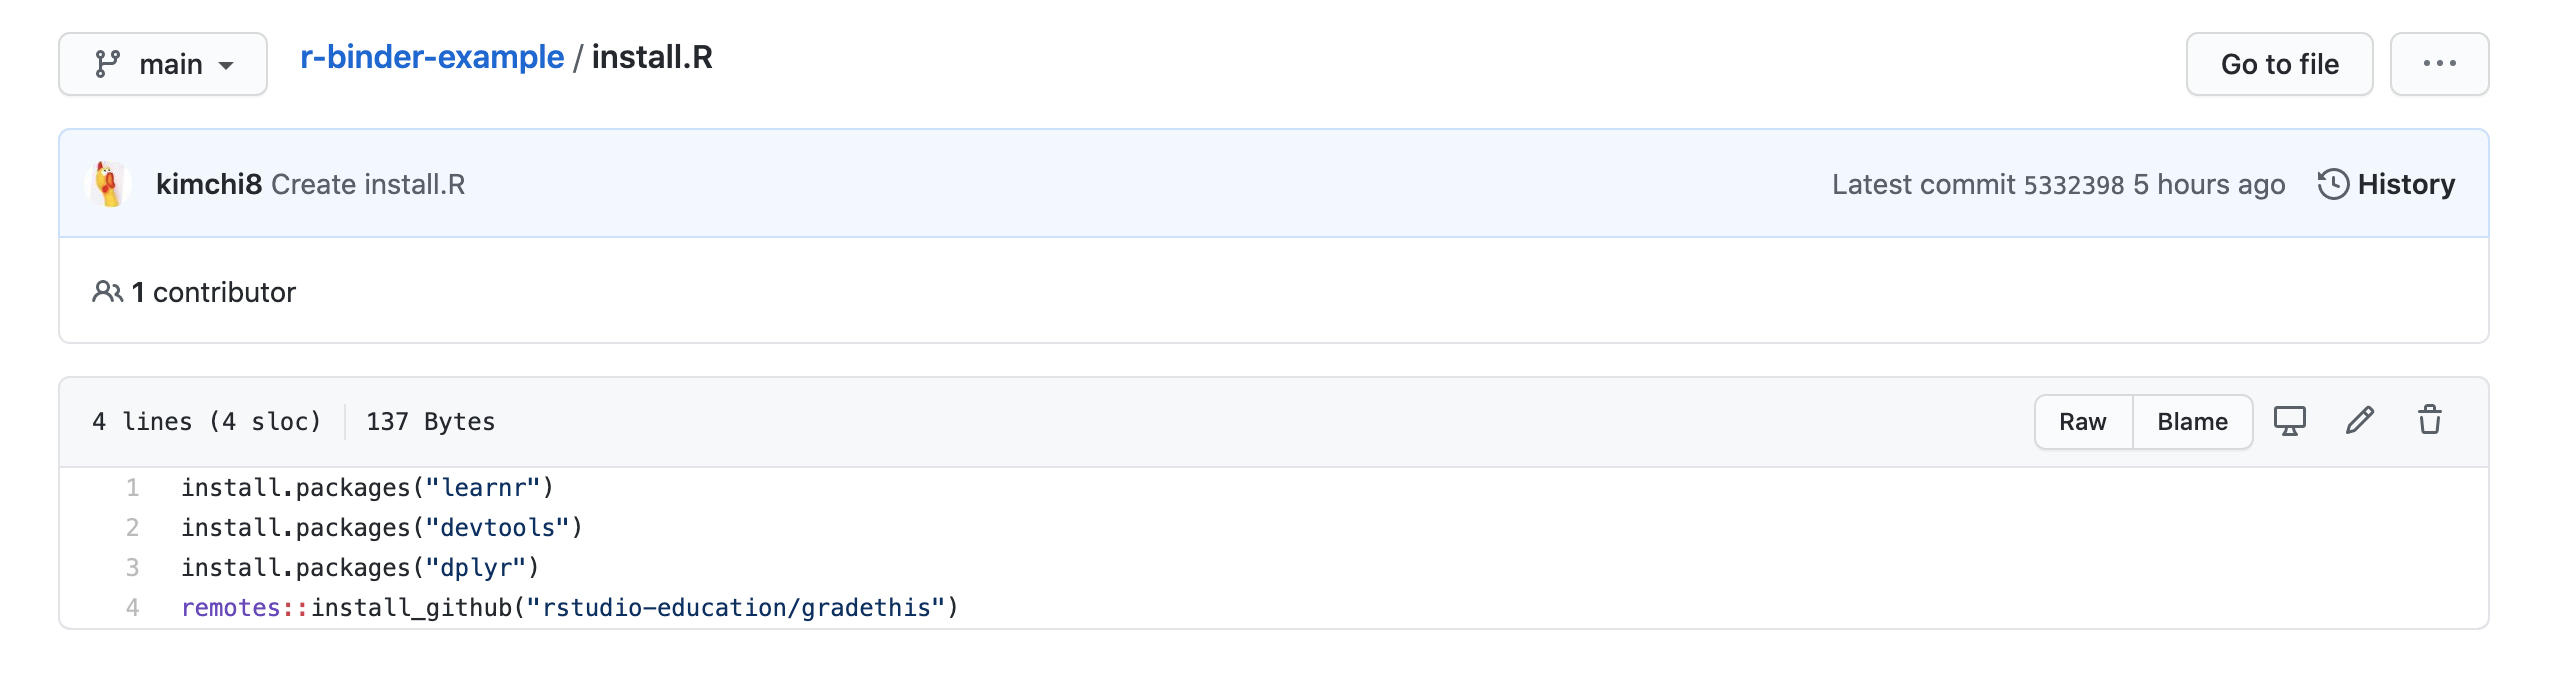 main
r-binder-example / install.R
Go to file
...
kimchi8 Create install.R
Latest commit 5332398 5 hours ago
History
1 contributor
4 lines (4 sloc) 137 Bytes
Raw
Blame
1 install.packages("learnr")
2 install.packages("devtools")
3 install.packages("dplyr")
4 remotes::install_github("rstudio-education/gradethis")